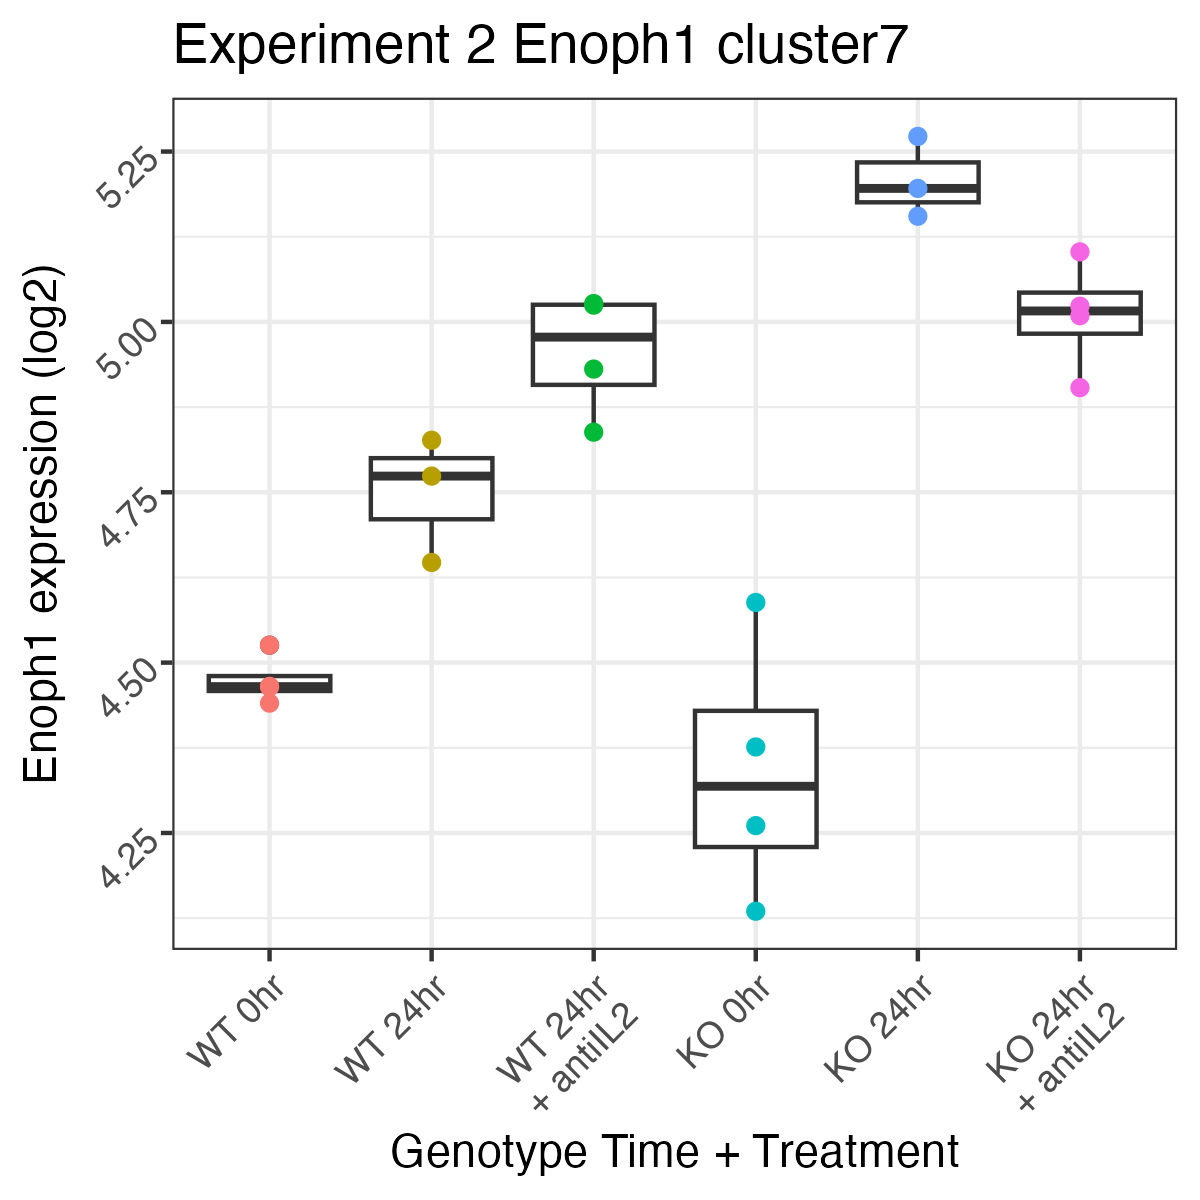 Experiment 2 Enoph1 cluster7
Enoph1 expression (log2)
5.25
5.00
4.75
4.50
4.25
WT 0hr
WT 24hr
WT 24hr
+ antiIL2
KO 0hr
KO 24hr
KO 24hr
+ antiIL2
Genotype Time + Treatment